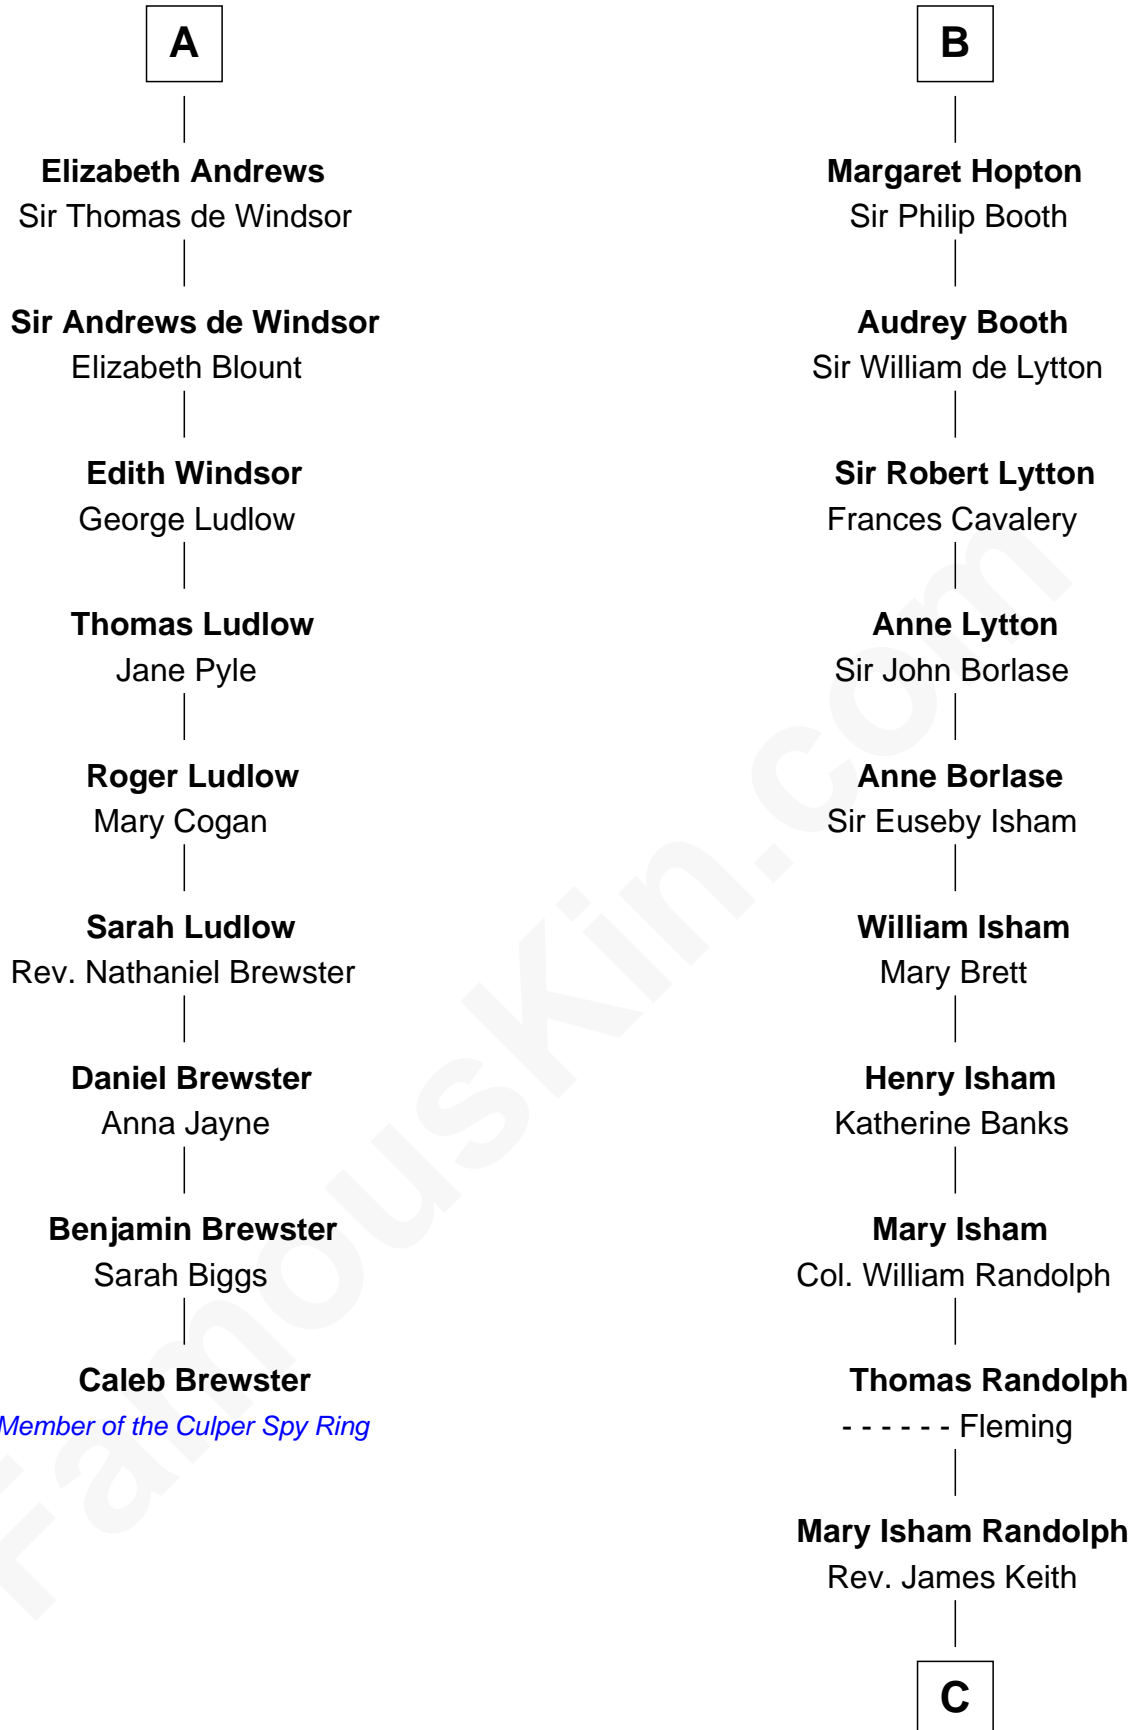 A
Elizabeth Andrews
Sir Thomas de Windsor
Sir Andrews de Windsor
Elizabeth Blount
Edith Windsor
George Ludlow
Thomas Ludlow
Jane Pyle
Roger Ludlow
Mary Cogan
Sarah Ludlow
Rev. Nathaniel Brewster
Daniel Brewster
Anna Jayne
Benjamin Brewster
Sarah Biggs
Caleb Brewster
Member of the Culper Spy Ring
B
Margaret Hopton
Sir Philip Booth
Audrey Booth
Sir William de Lytton
Sir Robert Lytton
Frances Cavalery
Anne Lytton
Sir John Borlase
Anne Borlase
Sir Euseby Isham
William Isham
Mary Brett
Henry Isham
Katherine Banks
Mary Isham
Col. William Randolph
Thomas Randolph
- - - - - - Fleming
Mary Isham Randolph
Rev. James Keith
C
FamousKin.com